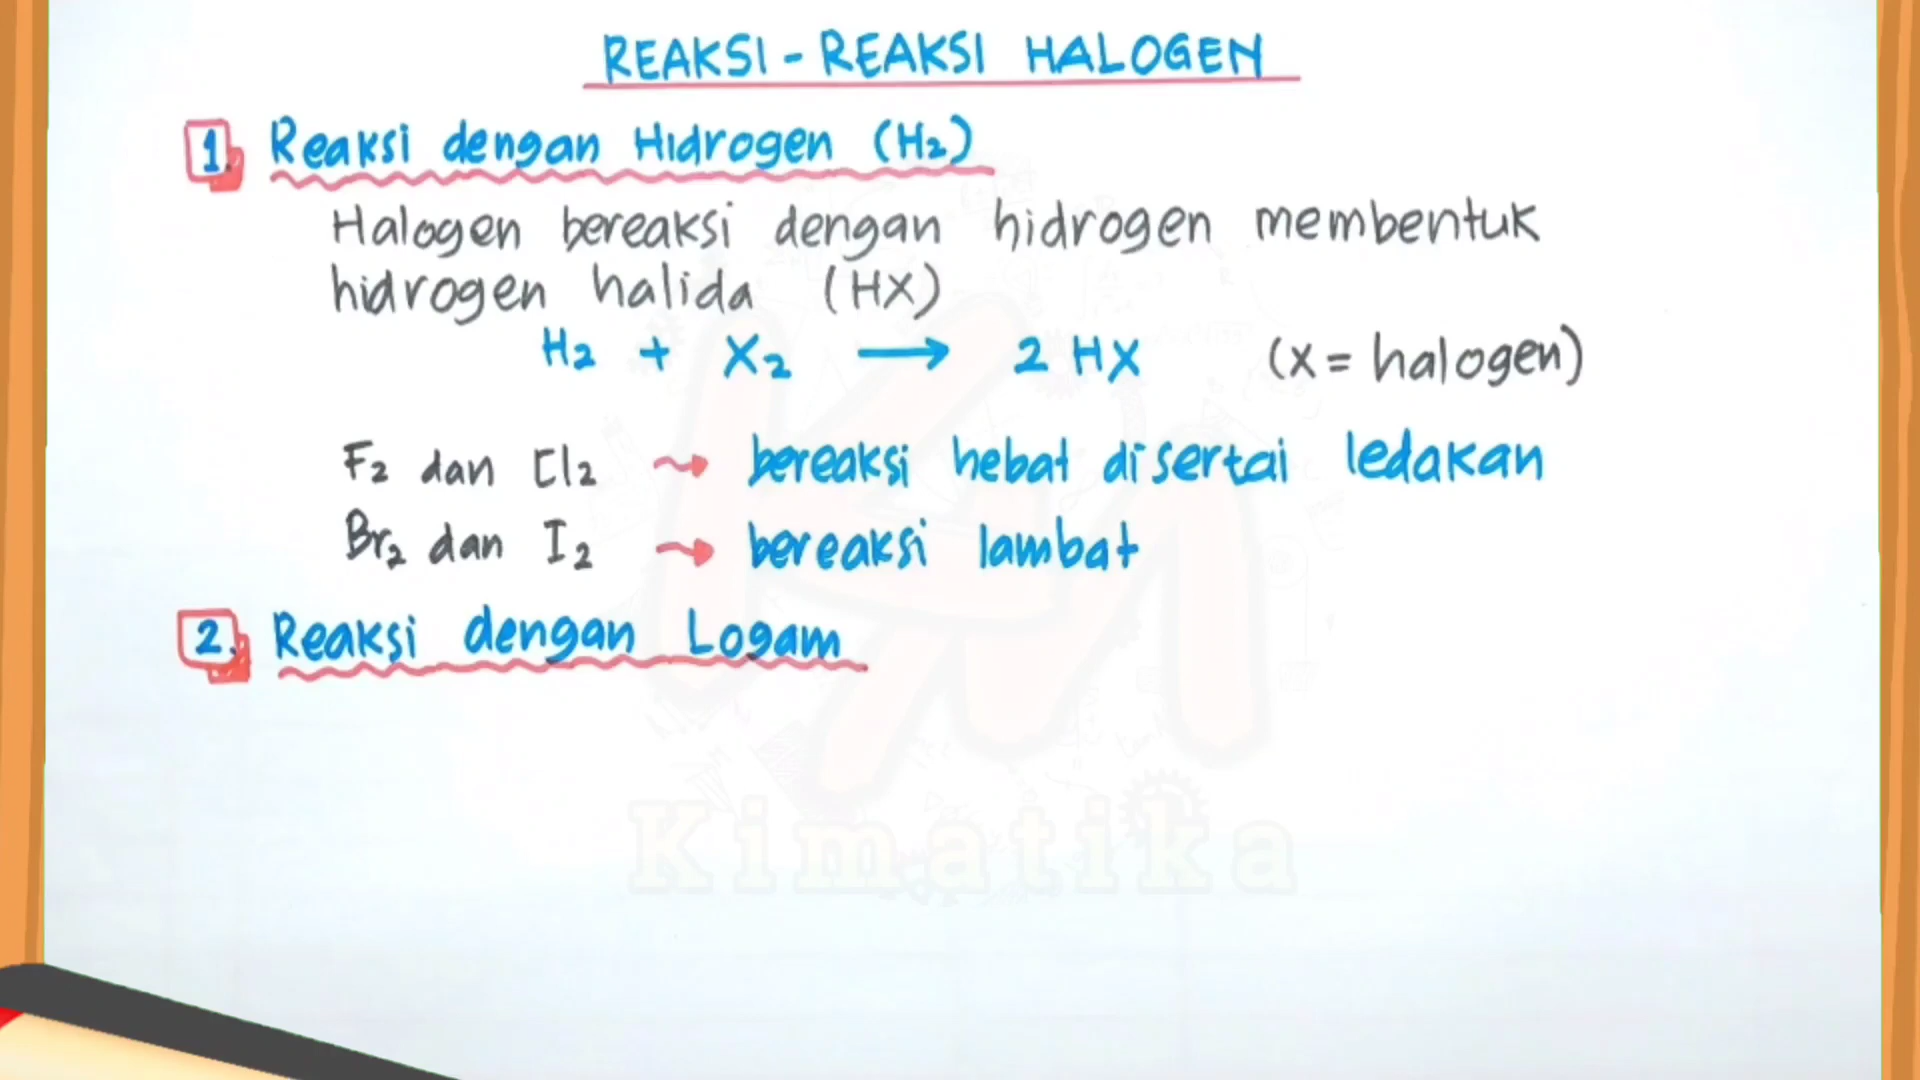 REAKSI - REAKSI HALOGEN
1. Reaksi dengan Hidrogen (H₂)
Halogen bereaksi dengan hidrogen membentuk
hidrogen halida (HX)
H₂ + X₂ → 2 HX (X = halogen)
F₂ dan Cl₂ → bereaksi hebat disertai ledakan
Br₂ dan I₂ → bereaksi lambat
2. Reaksi dengan Logam
Kimatika